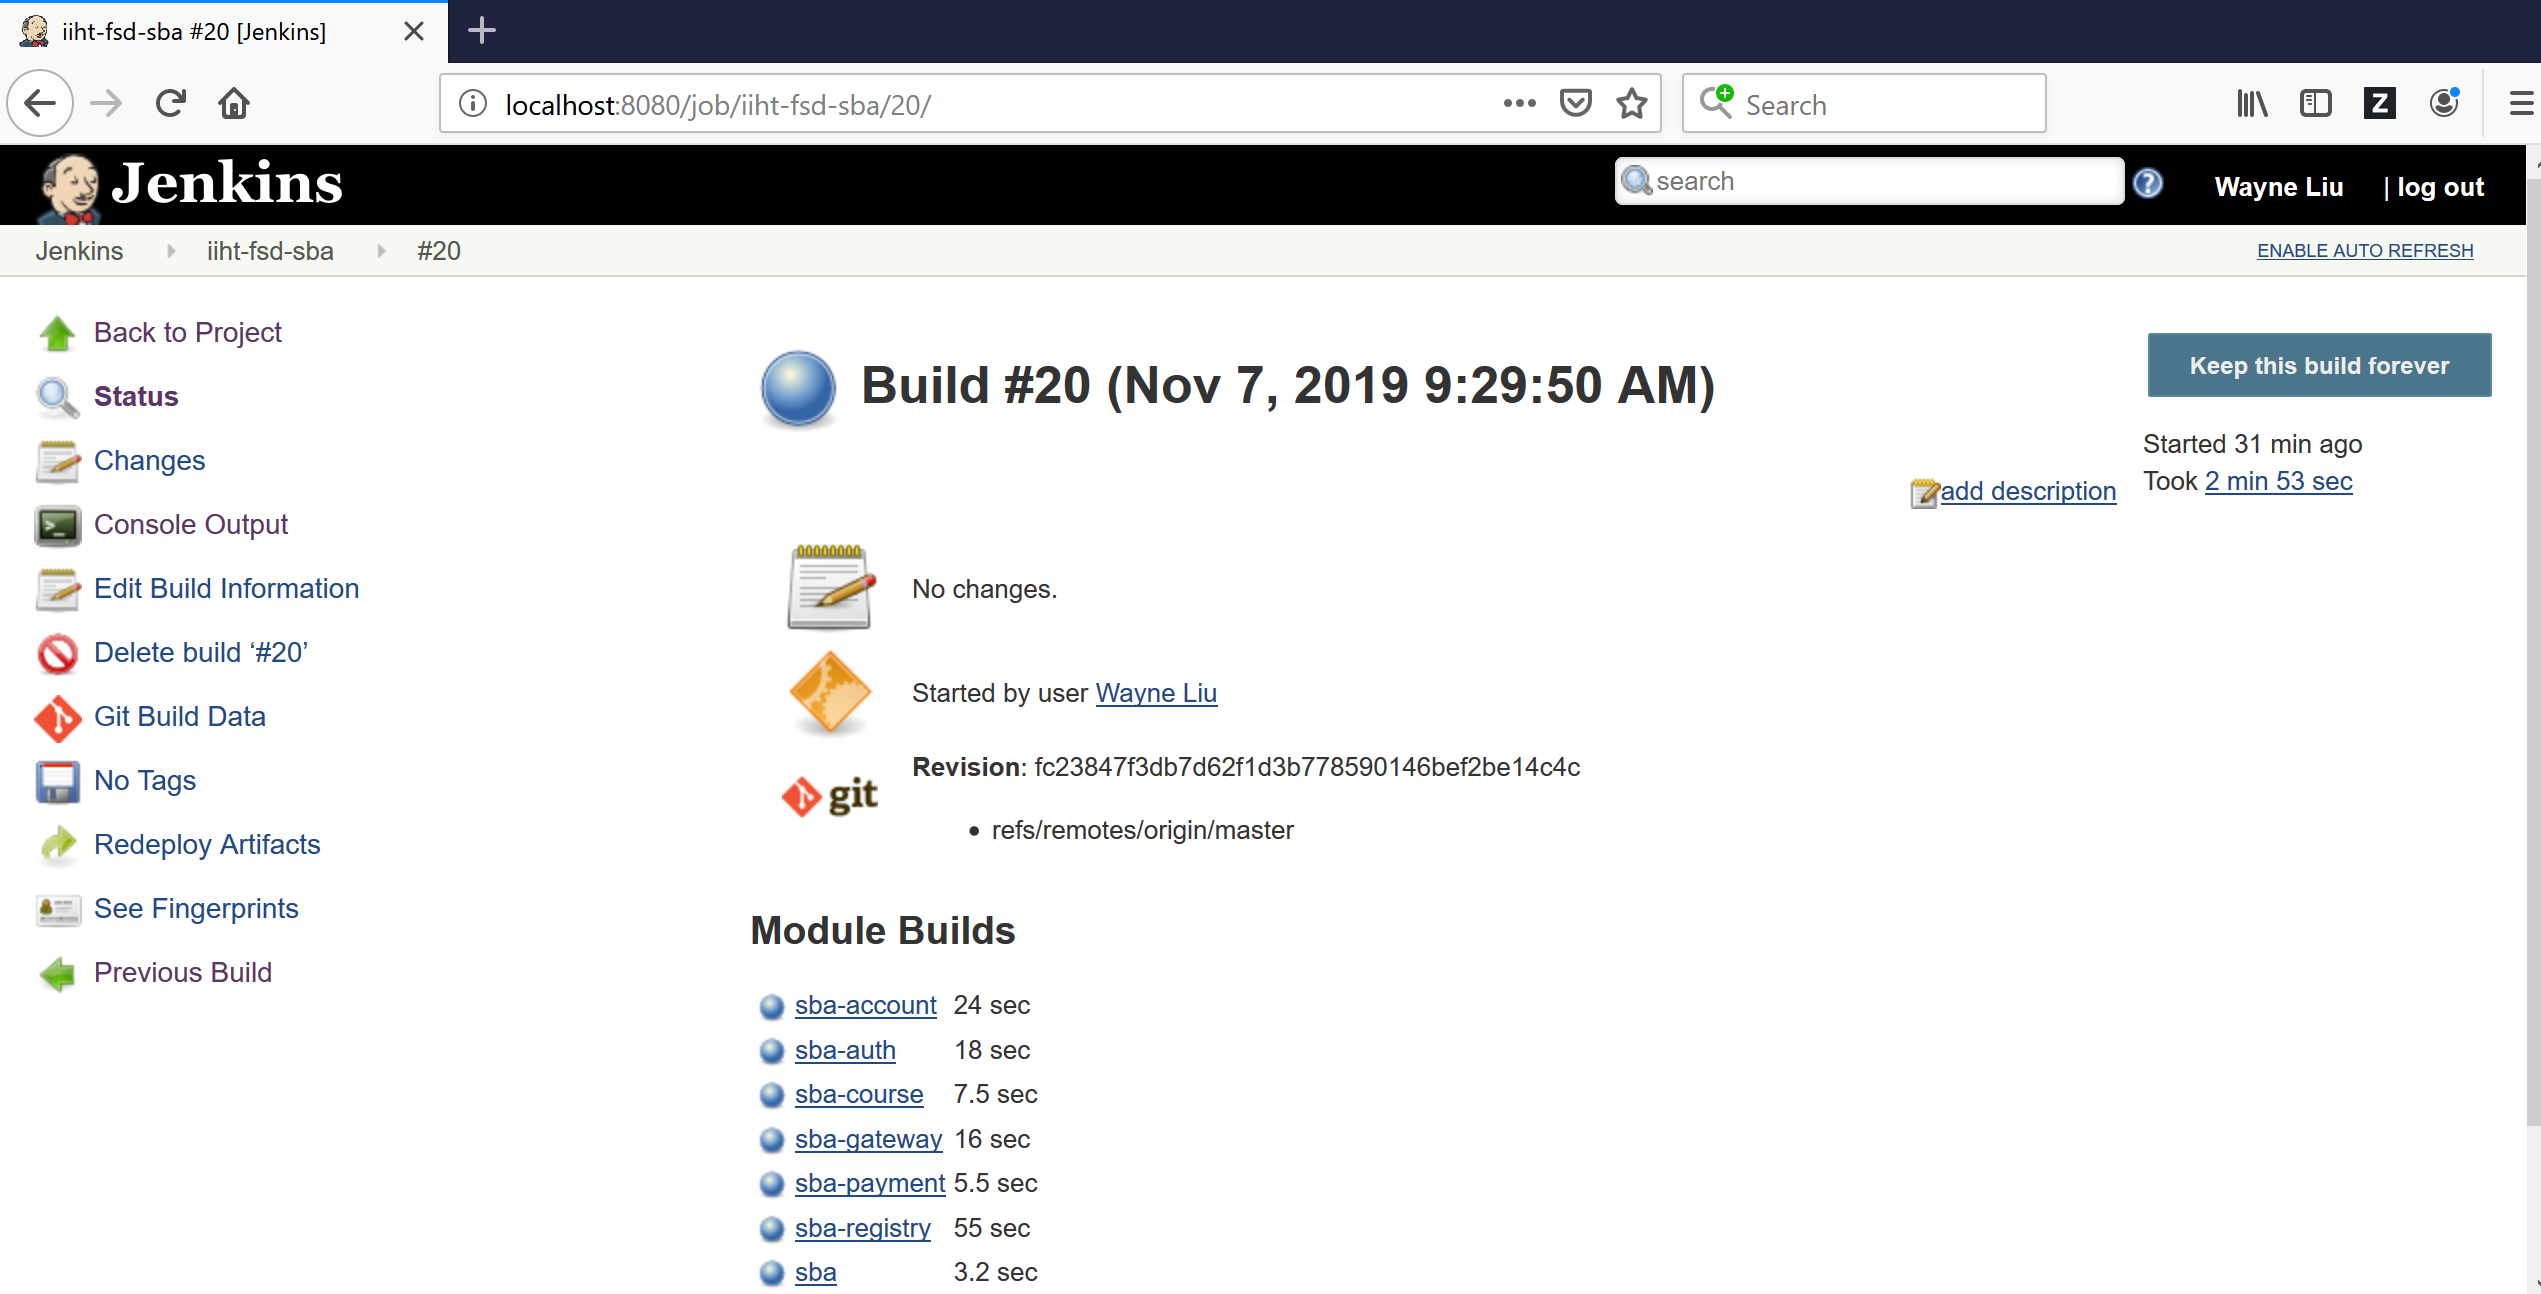 iiht-fsd-sba #20 [Jenkins]
localhost:8080/job/iiht-fsd-sba/20/
Search
Z
Jenkins
search
Wayne Liu
| log out
Jenkins
iiht-fsd-sba
#20
ENABLE AUTO REFRESH
Back to Project
Status
Changes
Console Output
Edit Build Information
Delete build ‘#20’
Git Build Data
No Tags
Redeploy Artifacts
See Fingerprints
Previous Build
Build #20 (Nov 7, 2019 9:29:50 AM)
Keep this build forever
Started 31 min ago
Took 2 min 53 sec
add description
No changes.
Started by user Wayne Liu
git
Revision: fc23847f3db7d62f1d3b778590146bef2be14c4c
• refs/remotes/origin/master
Module Builds
sba-account 24 sec
sba-auth 18 sec
sba-course 7.5 sec
sba-gateway 16 sec
sba-payment 5.5 sec
sba-registry 55 sec
sba 3.2 sec